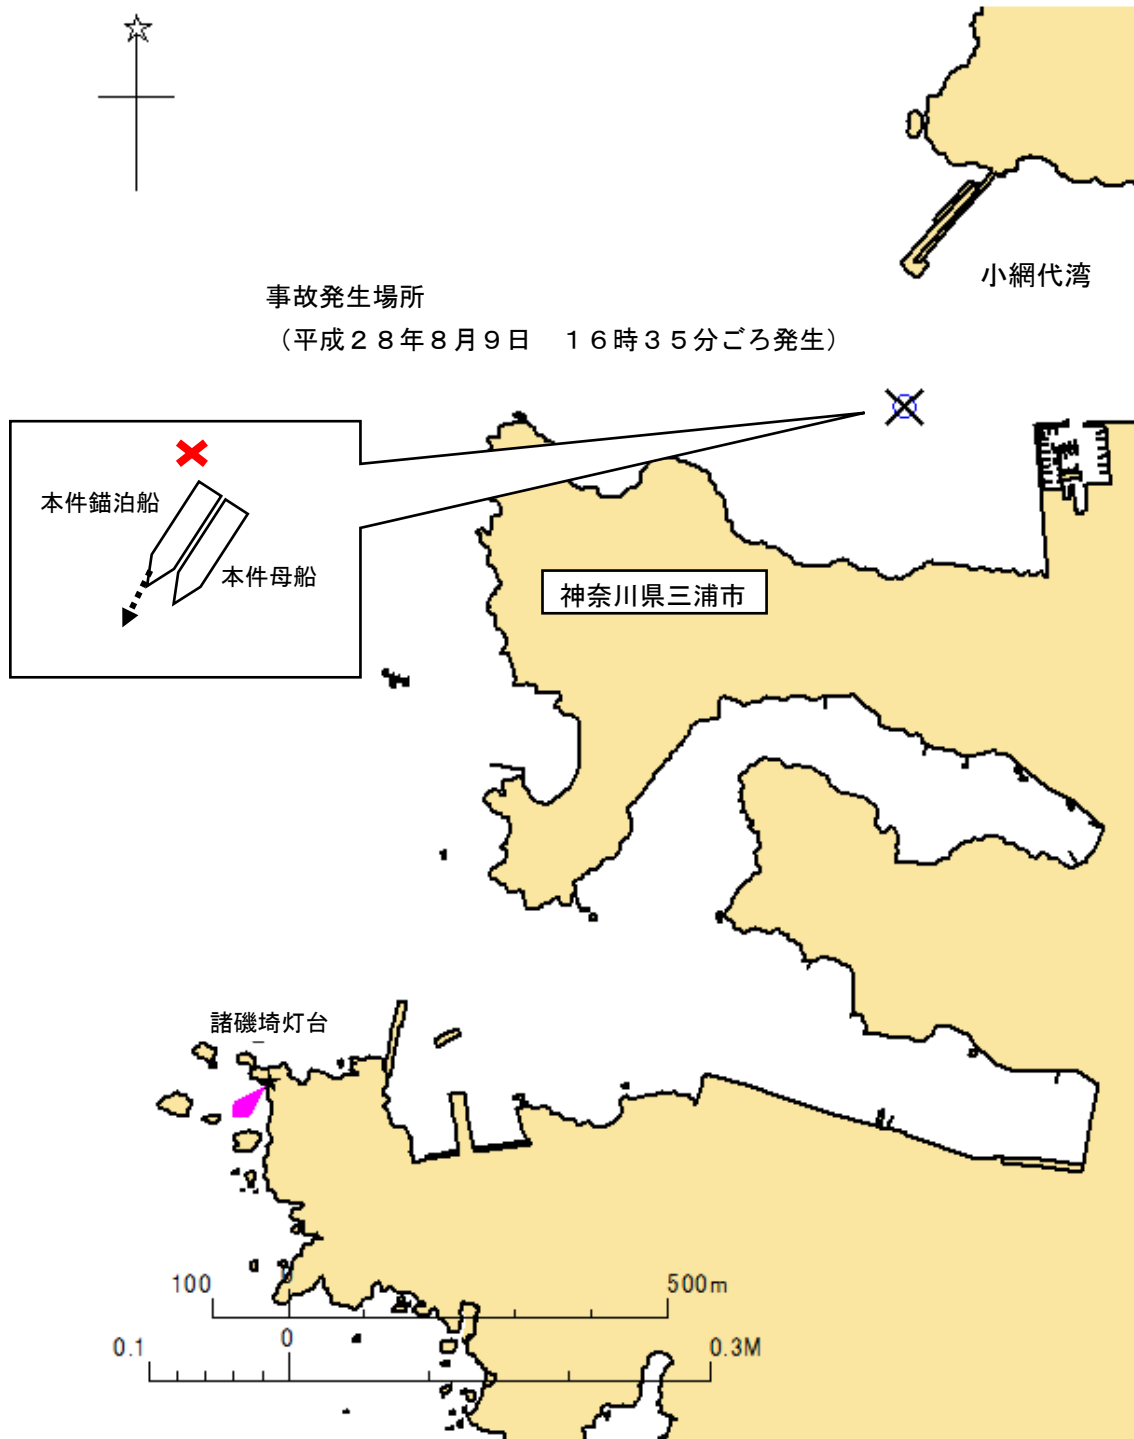 小網代湾
事故発生場所
（平成２８年８月９日　１６時３５分ごろ発生）
本件錨泊船
本件母船
神奈川県三浦市
諸磯埼灯台
100
500m
0
0.1
0.3M